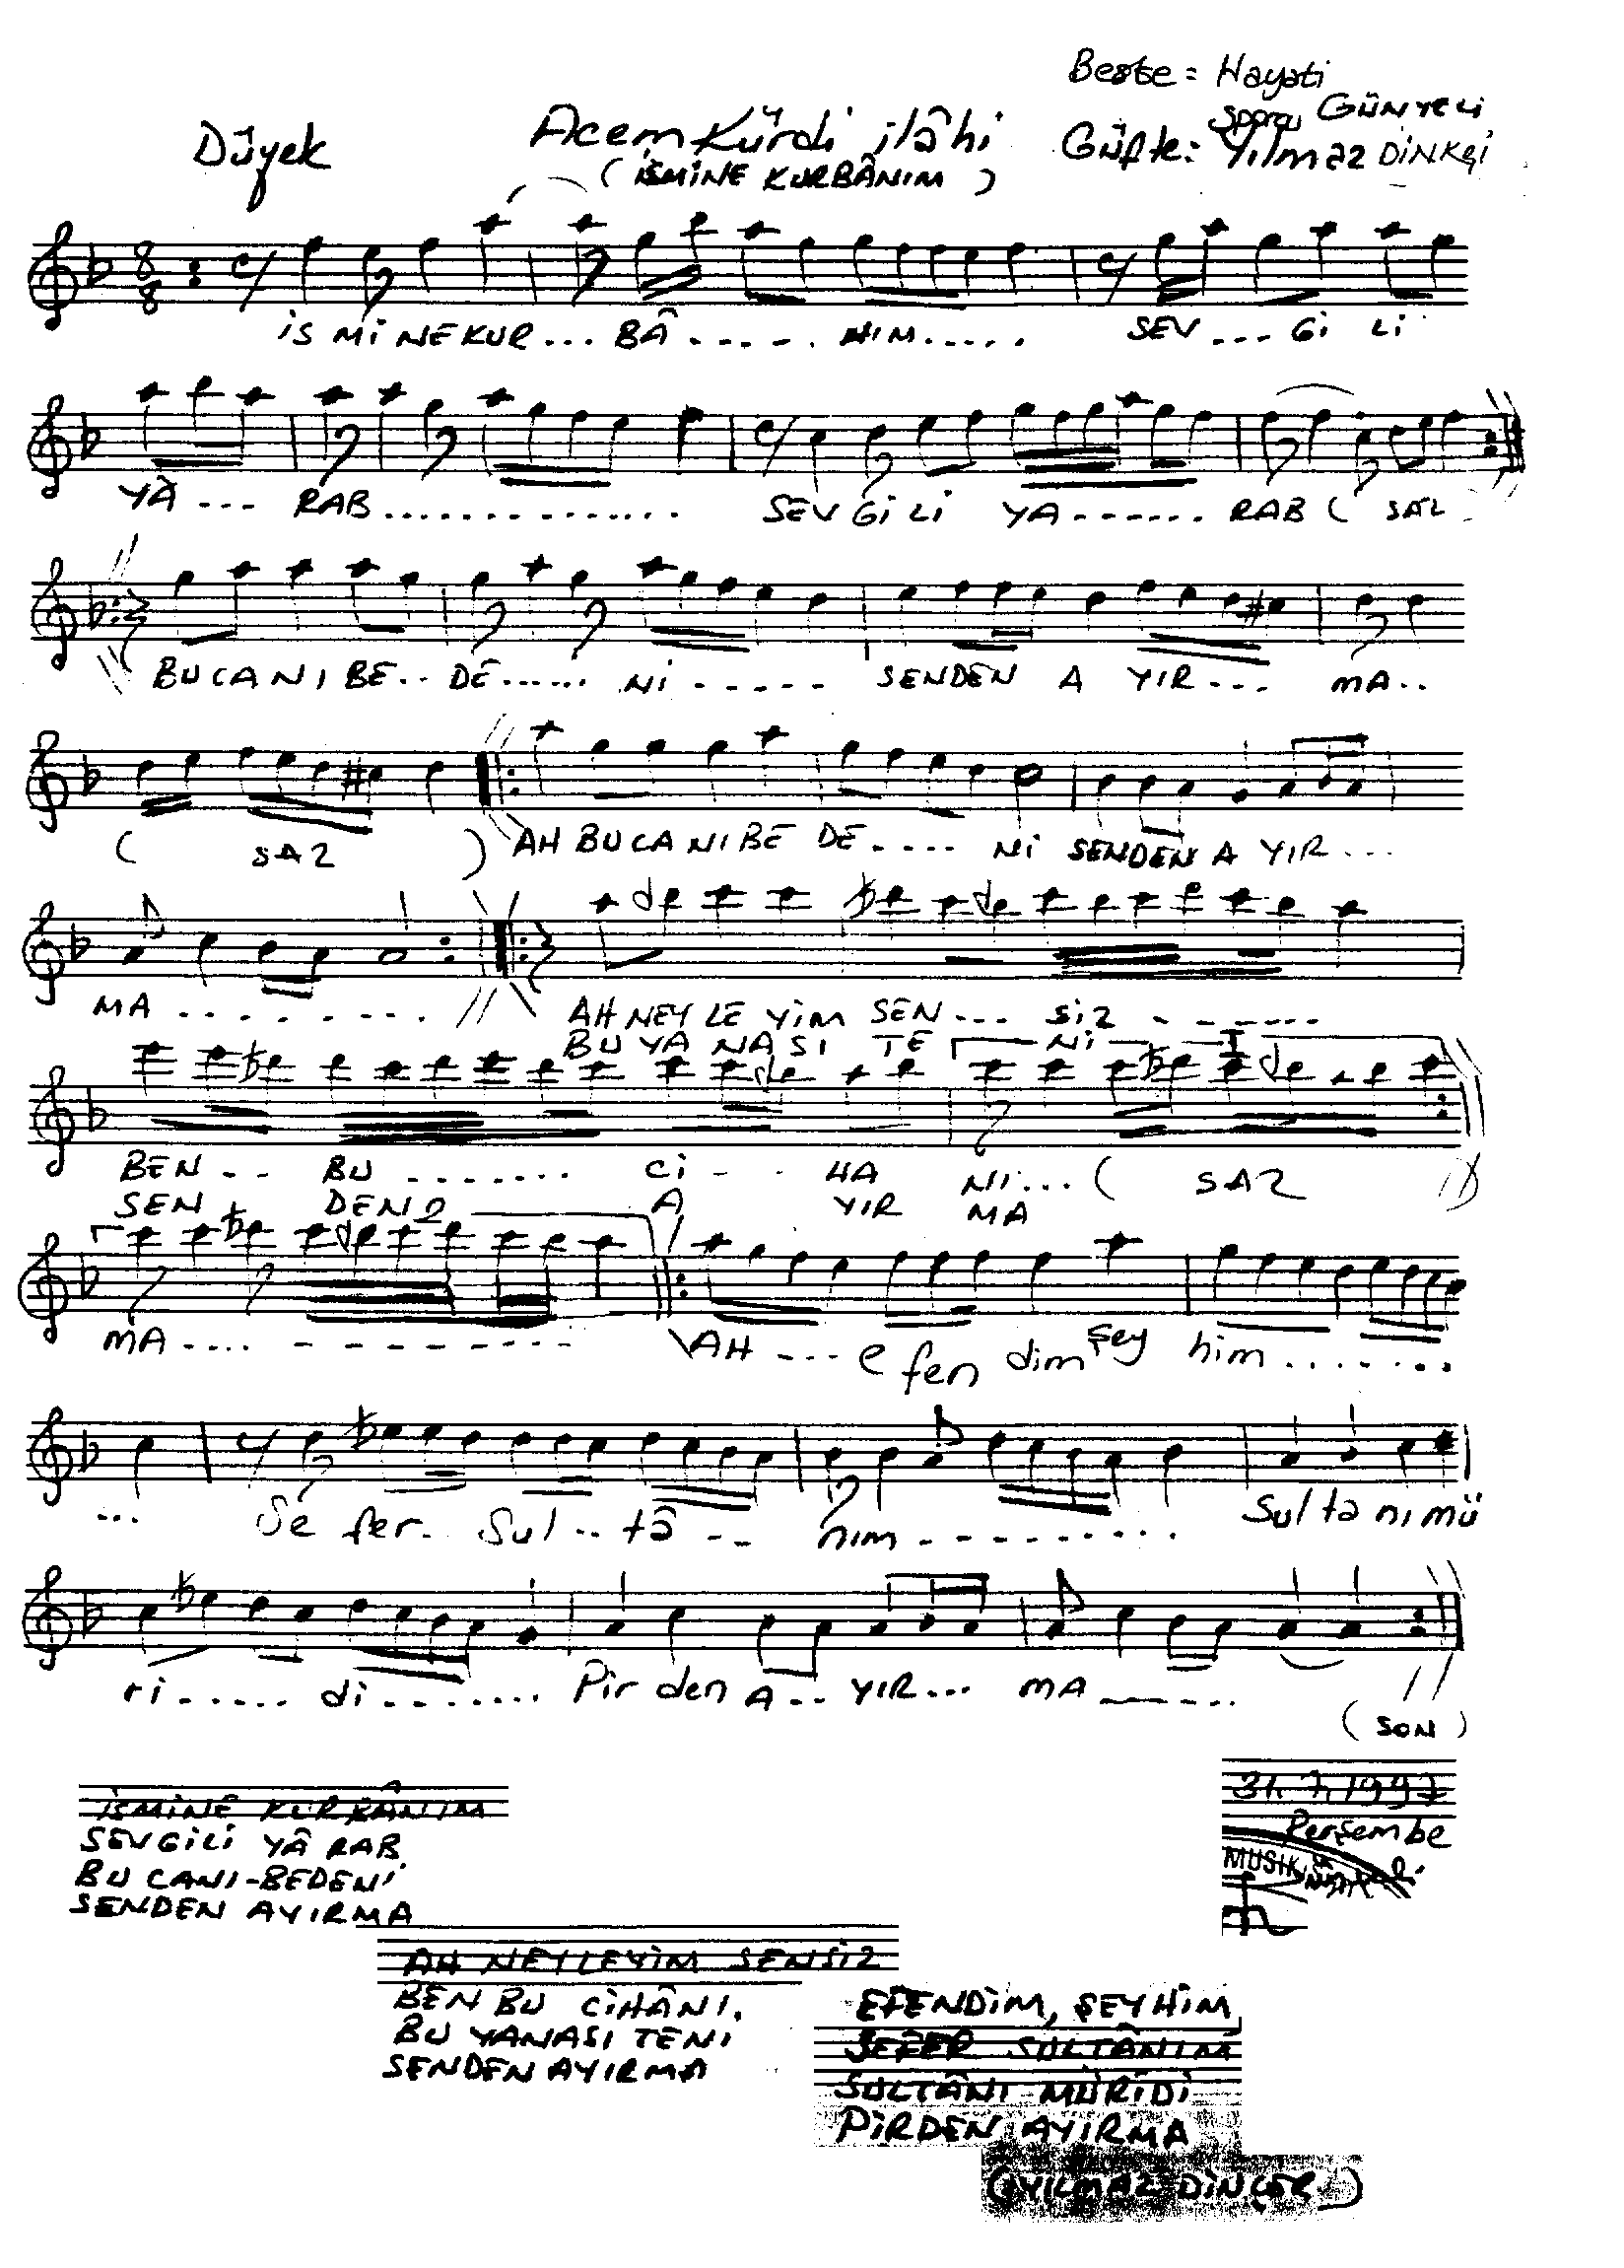 Beste = Hayati
GÜNYELİ
Düyek
Acem Kürdi ilâhi
Güfte: Yılmaz DİNKÇİ
(İSMİNE KURBÂNIM)
8
8
İS Mİ NE KUR ... BÂ ------. NIM..... SEV ...-Gİ Lİ
YÂ --- RAB .............. SEV Gİ Lİ YA ------. RAB ( SAZ
BU CA NI BE.. DE...... Nİ ----- SENDEN A YIR --- MA..
( SAZ ) AH BU CA NI BE DE ----. Nİ SENDEN A YIR ...
MA -------. AH NEY LE YİM SEN --- SİZ ------
BU YA NA SI TE Nİ I
BEN -- BU ....... Cİ -- HA NI...( SAZ )
SEN DEN 2 A YIR MA
MA .... --------- AH --- e fen dim şey him .......
... Se fer.. Sul.. tâ -- nım --------. Sul ta nı mü
ri ..... di ....... Pir den A -- YIR ... MA ------
( SON )
İSMİNE KURBÂNIM
SEVGİLİ YÂ RAB
BU CANI-BEDENİ
SENDEN AYIRMA
31.7.1997
Perşembe
MUSIK
AH NEYLEYİM SENSİZ
BEN BU CİHÂNI.
BU YANASI TENI
SENDEN AYIRMA
EFENDİM, ŞEYHİM
SEFER SULTÂNIM
SULTÂNI MÜRİDİ
PİRDEN AYIRMA
(YILMAZ DİNÇER)